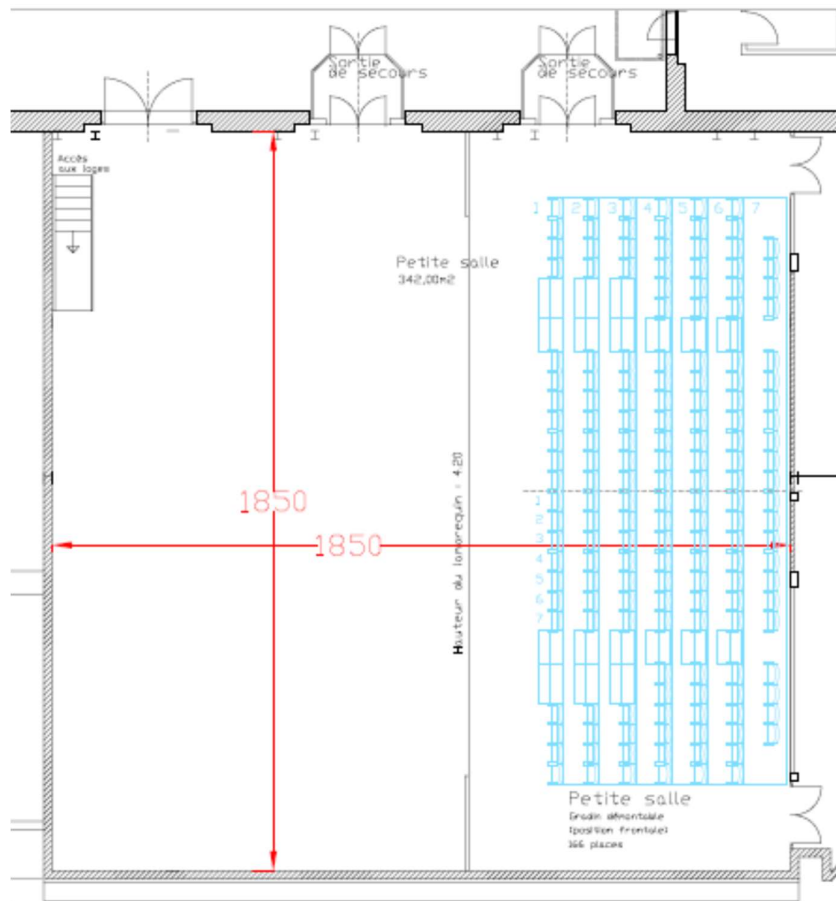 Sortie
de secours
Sortie
de secours
Accès
aux loges
1 2 3 4 5 6 7
Petite salle
342,00m2
Hauteur du lamarequin = 4.20
1850
1850
1
2
3
4
5
6
7
Petite salle
Gradin démontable
(position frontale)
166 places